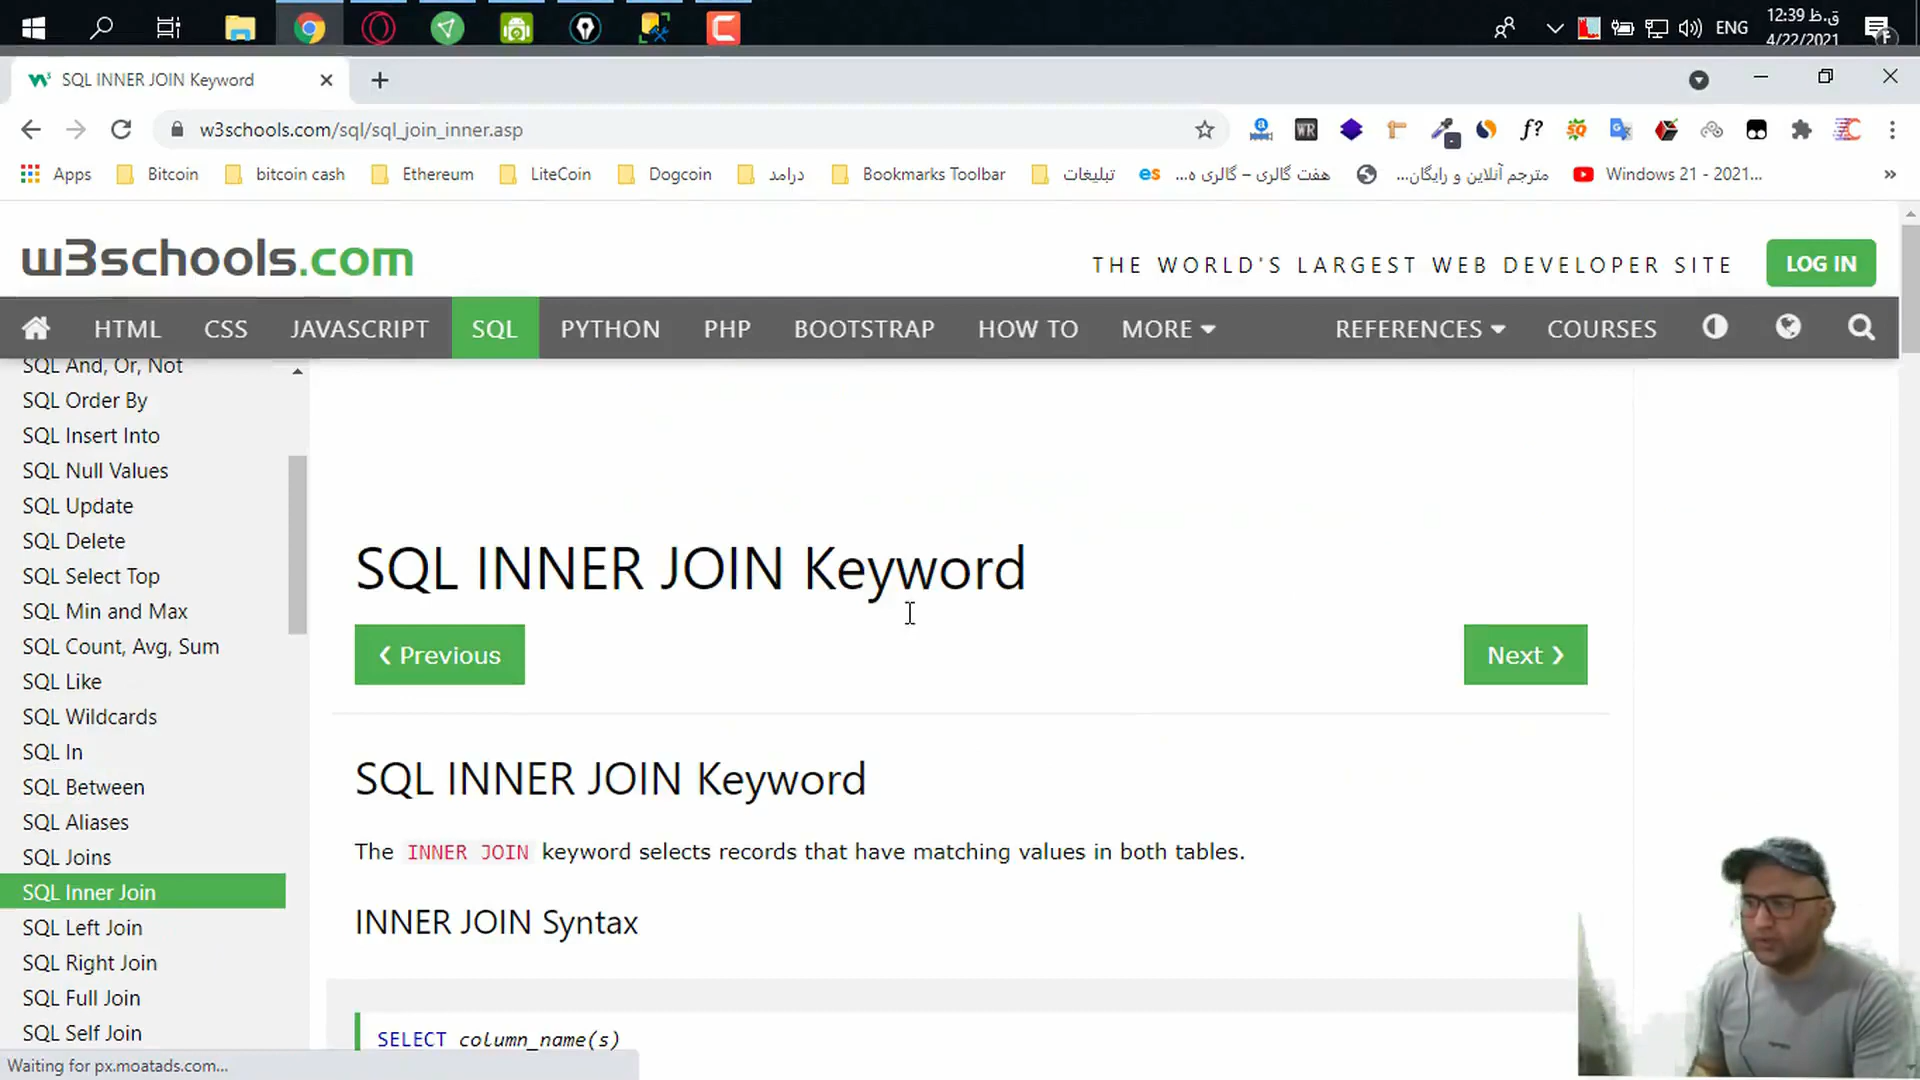 ENG
12:39 ق.ظ
4/22/2021
SQL INNER JOIN Keyword
w3schools.com/sql/sql_join_inner.asp
Apps
Bitcoin
bitcoin cash
Ethereum
LiteCoin
Dogcoin
درامد
Bookmarks Toolbar
تبلیغات
هفت گالری – گالری ه...
مترجم آنلاین و رایگان...
Windows 21 - 2021...
w3schools.com
THE WORLD'S LARGEST WEB DEVELOPER SITE
LOG IN
HTML
CSS
JAVASCRIPT
SQL
PYTHON
PHP
BOOTSTRAP
HOW TO
MORE
REFERENCES
COURSES
SQL And, Or, Not
SQL Order By
SQL Insert Into
SQL Null Values
SQL Update
SQL Delete
SQL Select Top
SQL Min and Max
SQL Count, Avg, Sum
SQL Like
SQL Wildcards
SQL In
SQL Between
SQL Aliases
SQL Joins
SQL Inner Join
SQL Left Join
SQL Right Join
SQL Full Join
SQL Self Join
SQL INNER JOIN Keyword
❮ Previous
Next ❯
SQL INNER JOIN Keyword
The INNER JOIN keyword selects records that have matching values in both tables.
INNER JOIN Syntax
SELECT column_name(s)
Waiting for px.moatads.com...